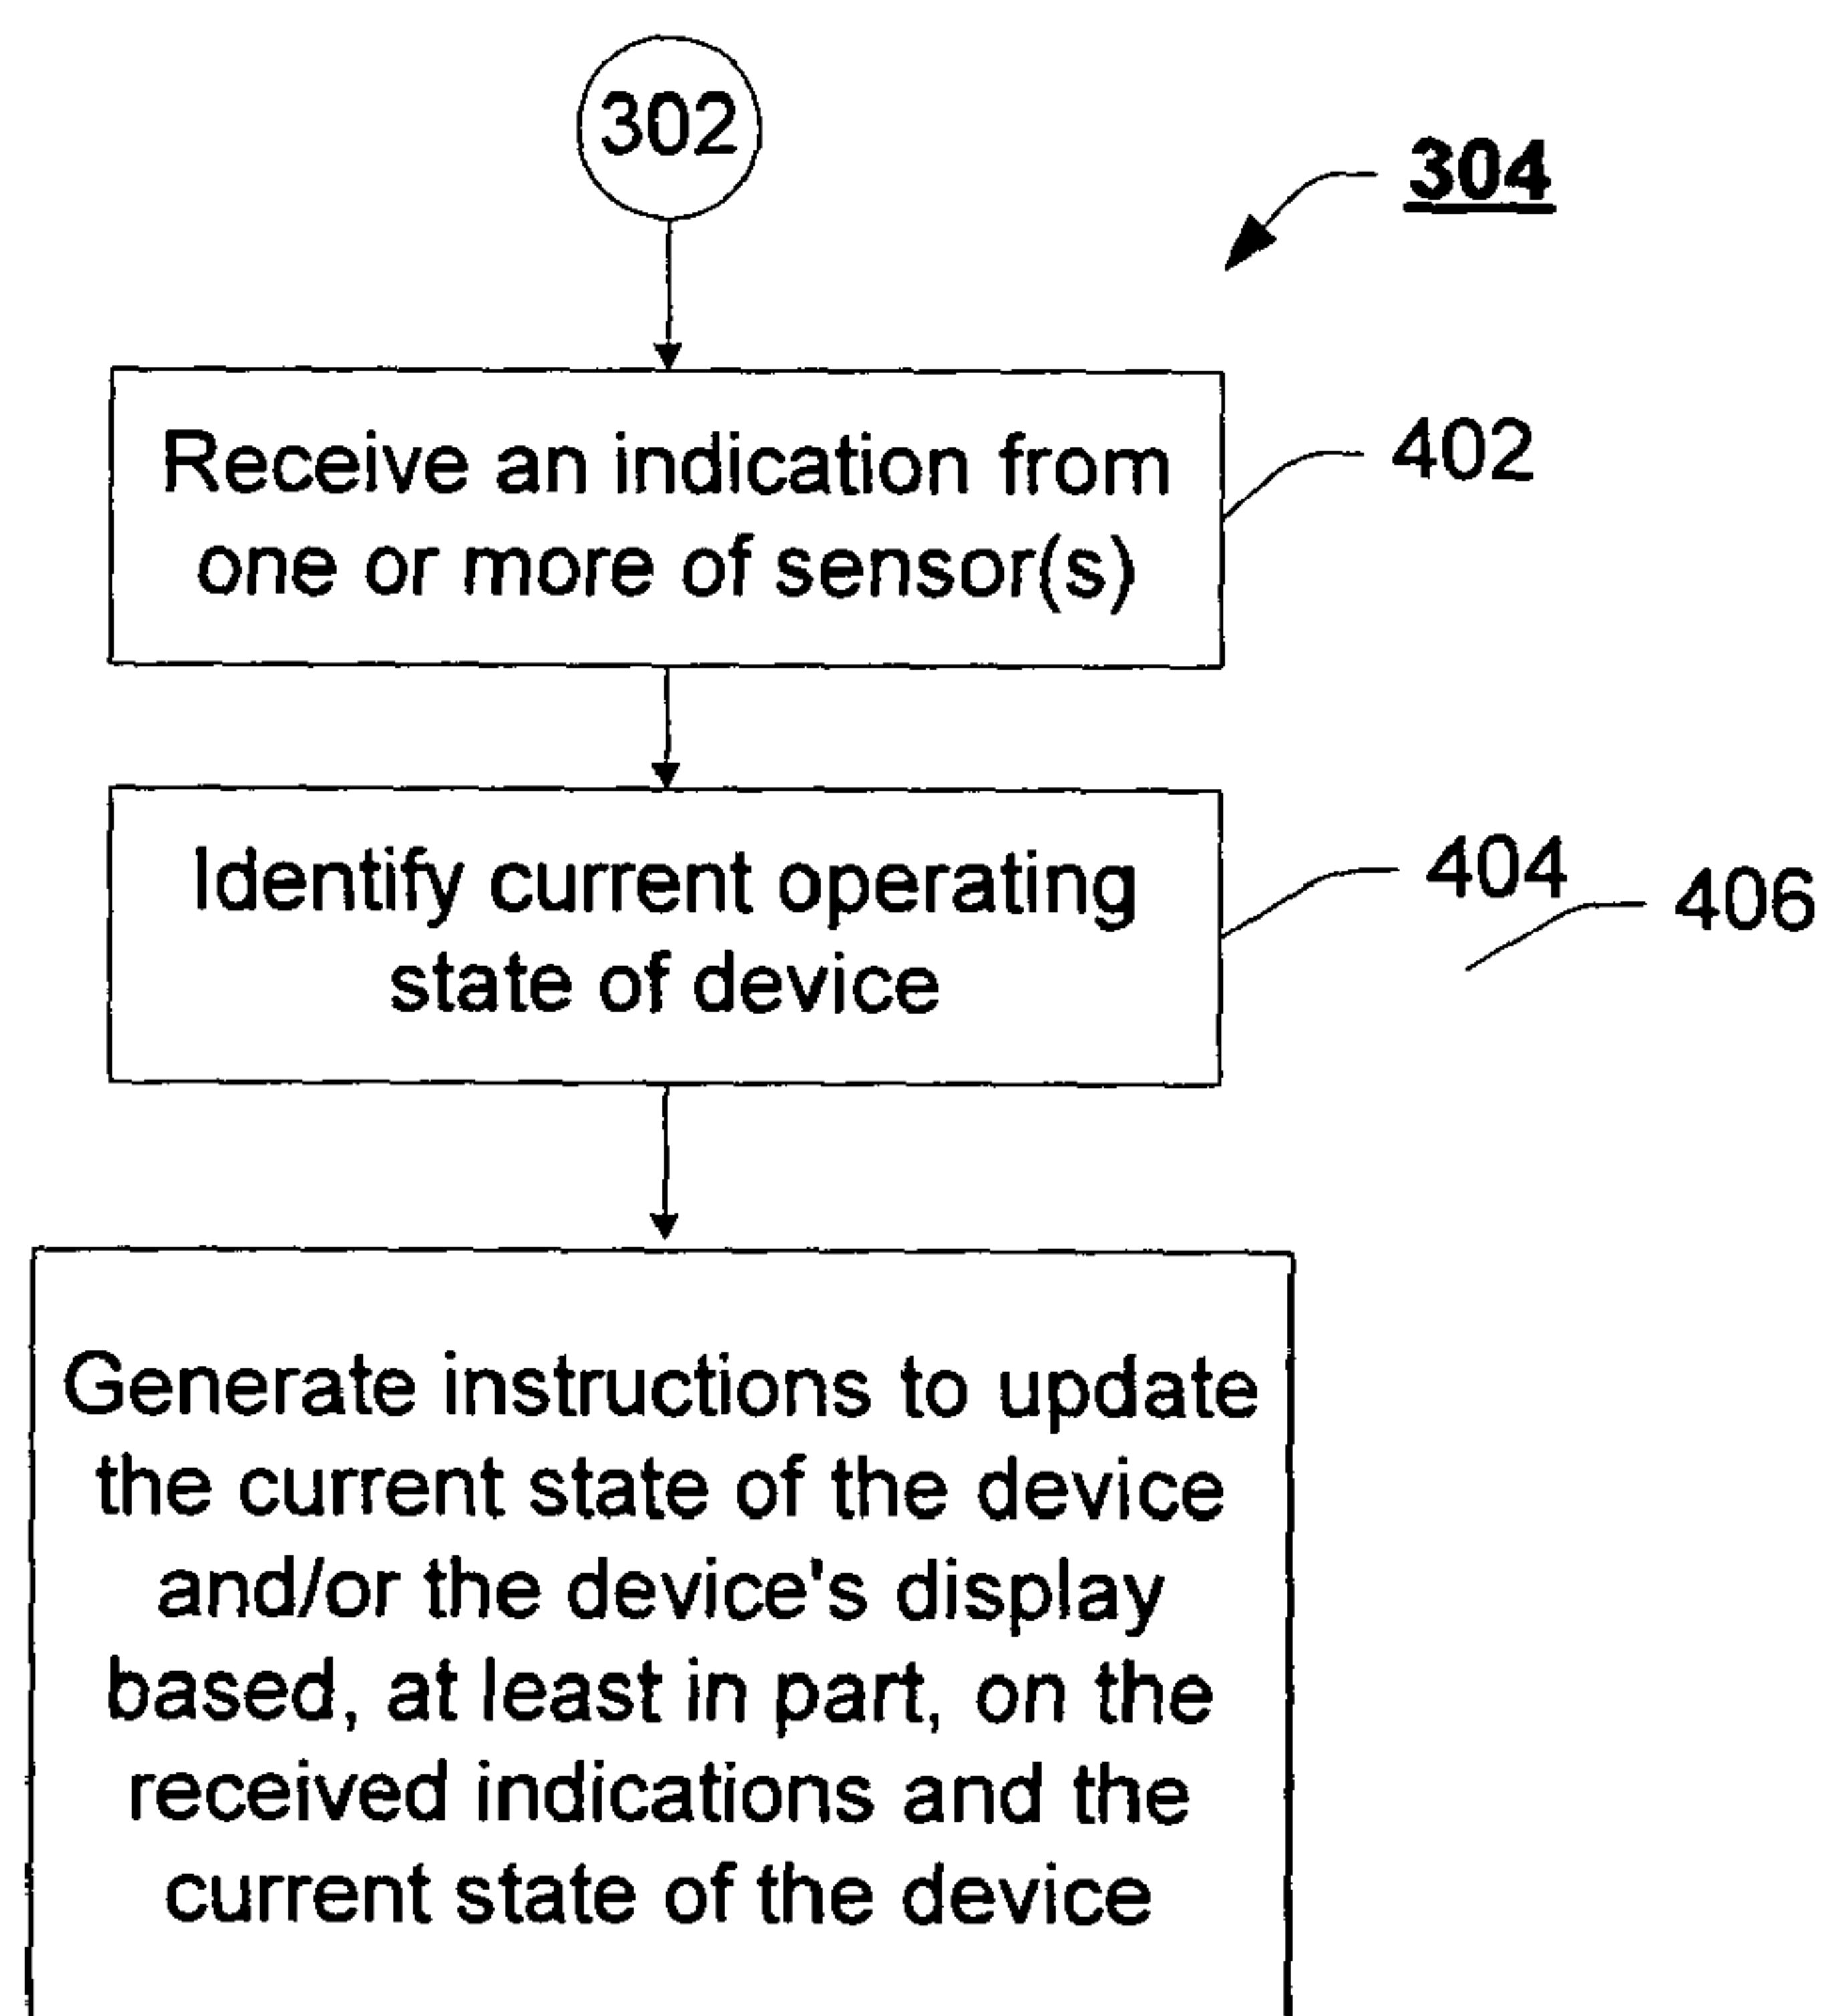 302
304
Receive an indication from
one or more of sensor(s)
402
Identify current operating
state of device
404
406
Generate instructions to update
the current state of the device
and/or the device's display
based, at least in part, on the
received indications and the
current state of the device